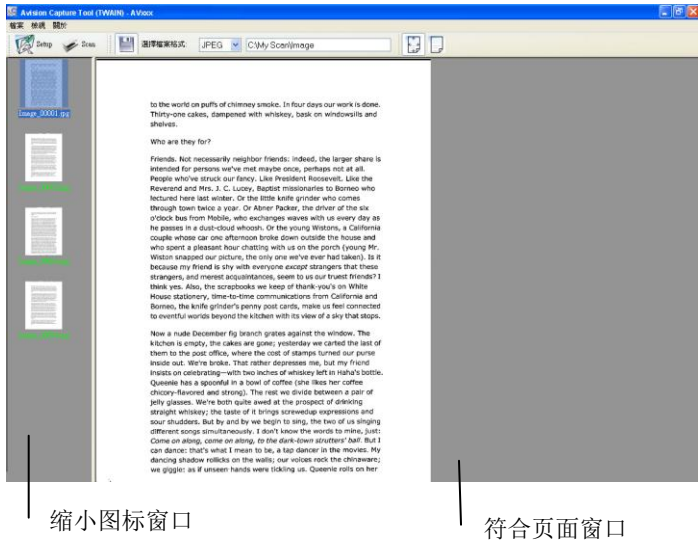 Avision Capture Tool (TWAIN) - AVxxx
檔案 檢視 關於
Setup Scan 選擇檔案格式: JPEG C:\My Scan\Image
Image_00001.jpg
to the world on puffs of chimney smoke. In four days our work is done.
Thirty-one cakes, dampened with whiskey, bask on windowsills and
shelves.
Who are they for?
Friends. Not necessarily neighbor friends: indeed, the larger share is
intended for persons we've met maybe once, perhaps not at all.
People who've struck our fancy. Like President Roosevelt. Like the
Reverend and Mrs. J. C. Lucey, Baptist missionaries to Borneo who
lectured here last winter. Or the little knife grinder who comes
through town twice a year. Or Abner Packer, the driver of the six
o'clock bus from Mobile, who exchanges waves with us every day as
he passes in a dust-cloud whoosh. Or the young Wistons, a California
couple whose car one afternoon broke down outside the house and
who spent a pleasant hour chatting with us on the porch (young Mr.
Wiston snapped our picture, the only one we've ever had taken). Is it
because my friend is shy with everyone except strangers that these
strangers, and merest acquaintances, seem to us our truest friends? I
think yes. Also, the scrapbooks we keep of thank-you's on White
House stationery, time-to-time communications from California and
Borneo, the knife grinder's penny post cards, make us feel connected
to eventful worlds beyond the kitchen with its view of a sky that stops.
Now a nude December fig branch grates against the window. The
kitchen is empty, the cakes are gone; yesterday we carted the last of
them to the post office, where the cost of stamps turned our purse
inside out. We're broke. That rather depresses me, but my friend
insists on celebrating—with two inches of whiskey left in Haha's bottle.
Queenie has a spoonful in a bowl of coffee (she likes her coffee
chicory-flavored and strong). The rest we divide between a pair of
jelly glasses. We're both quite awed at the prospect of drinking
straight whiskey; the taste of it brings screwedup expressions and
sour shudders. But by and by we begin to sing, the two of us singing
different songs simultaneously. I don't know the words to mine, just:
Come on along, come on along, to the dark-town strutters' ball. But I
can dance: that's what I mean to be, a tap dancer in the movies. My
dancing shadow rollicks on the walls; our voices rock the chinaware;
we giggle: as if unseen hands were tickling us. Queenie rolls on her
缩小图标窗口
符合页面窗口